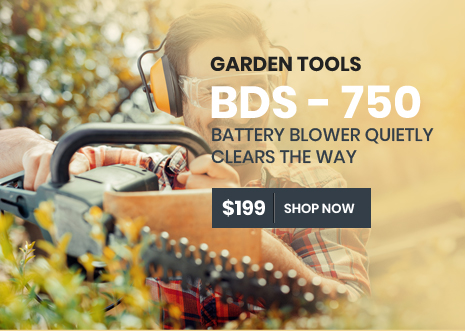 GARDEN TOOLS
BDS - 750
BATTERY BLOWER QUIETLY
CLEARS THE WAY
$199 SHOP NOW